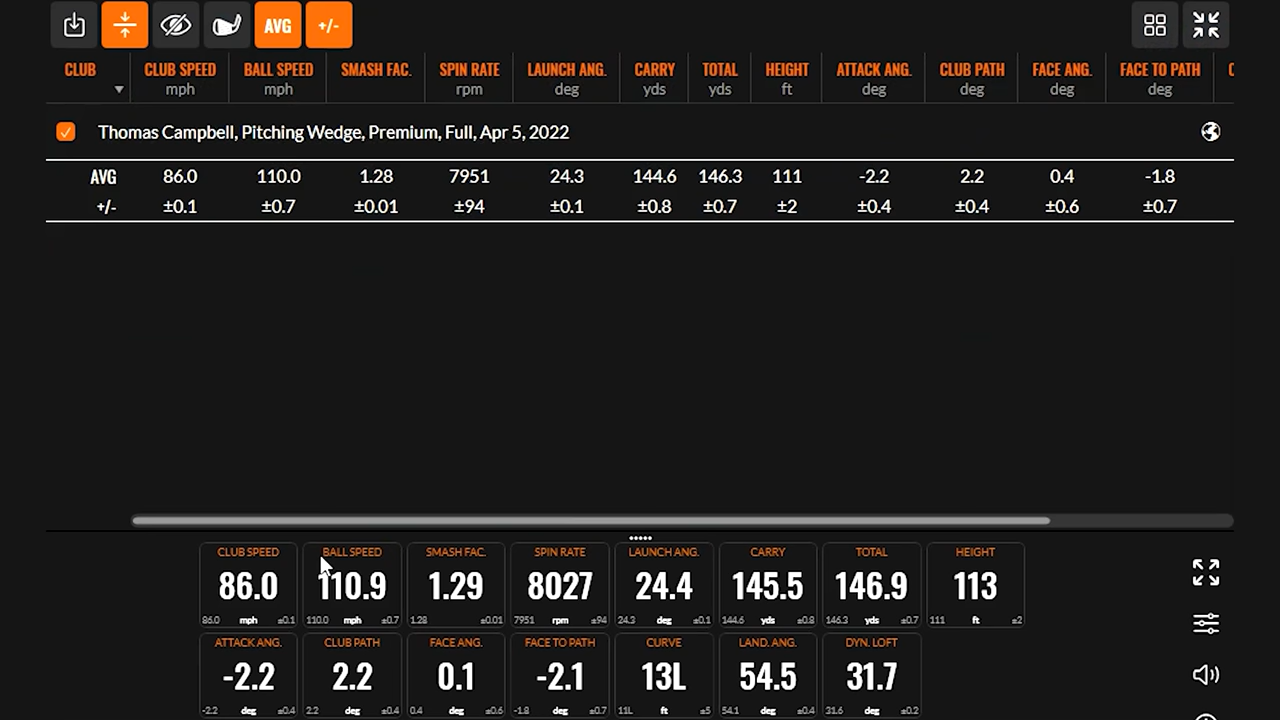 AVG +/-
CLUB CLUB SPEED BALL SPEED SMASH FAC. SPIN RATE LAUNCH ANG. CARRY TOTAL HEIGHT ATTACK ANG. CLUB PATH FACE ANG. FACE TO PATH
mph mph rpm deg yds yds ft deg deg deg deg
Thomas Campbell, Pitching Wedge, Premium, Full, Apr 5, 2022
AVG 86.0 110.0 1.28 7951 24.3 144.6 146.3 111 -2.2 2.2 0.4 -1.8
+/- ±0.1 ±0.7 ±0.01 ±94 ±0.1 ±0.8 ±0.7 ±2 ±0.4 ±0.4 ±0.6 ±0.7
CLUB SPEED BALL SPEED SMASH FAC. SPIN RATE LAUNCH ANG. CARRY TOTAL HEIGHT
86.0 110.9 1.29 8027 24.4 145.5 146.9 113
86.0 mph ±0.1 110.0 mph ±0.7 1.28 ±0.01 7951 rpm ±94 24.3 deg ±0.1 144.6 yds ±0.8 146.3 yds ±0.7 111 ft ±2
ATTACK ANG. CLUB PATH FACE ANG. FACE TO PATH CURVE LAND. ANG. DYN. LOFT
-2.2 2.2 0.1 -2.1 13L 54.5 31.7
-2.2 deg ±0.4 2.2 deg ±0.4 0.4 deg ±0.6 -1.8 deg ±0.7 11L ft ±5 54.1 deg ±0.4 31.6 deg ±0.2